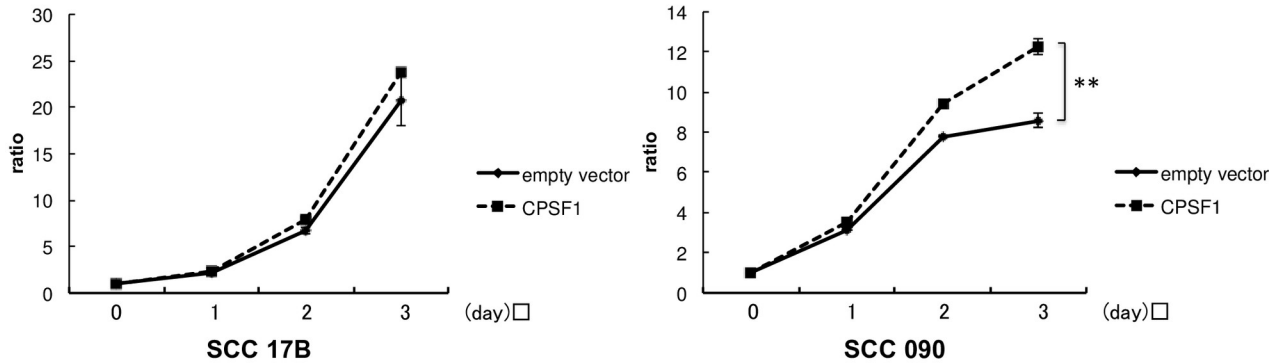 30
25
20
15
10
5
0
ratio
0 1 2 3 (day)□
SCC 17B
empty vector
CPSF1
14
12
10
8
6
4
2
0
ratio
0 1 2 3 (day)□
SCC 090
**
empty vector
CPSF1